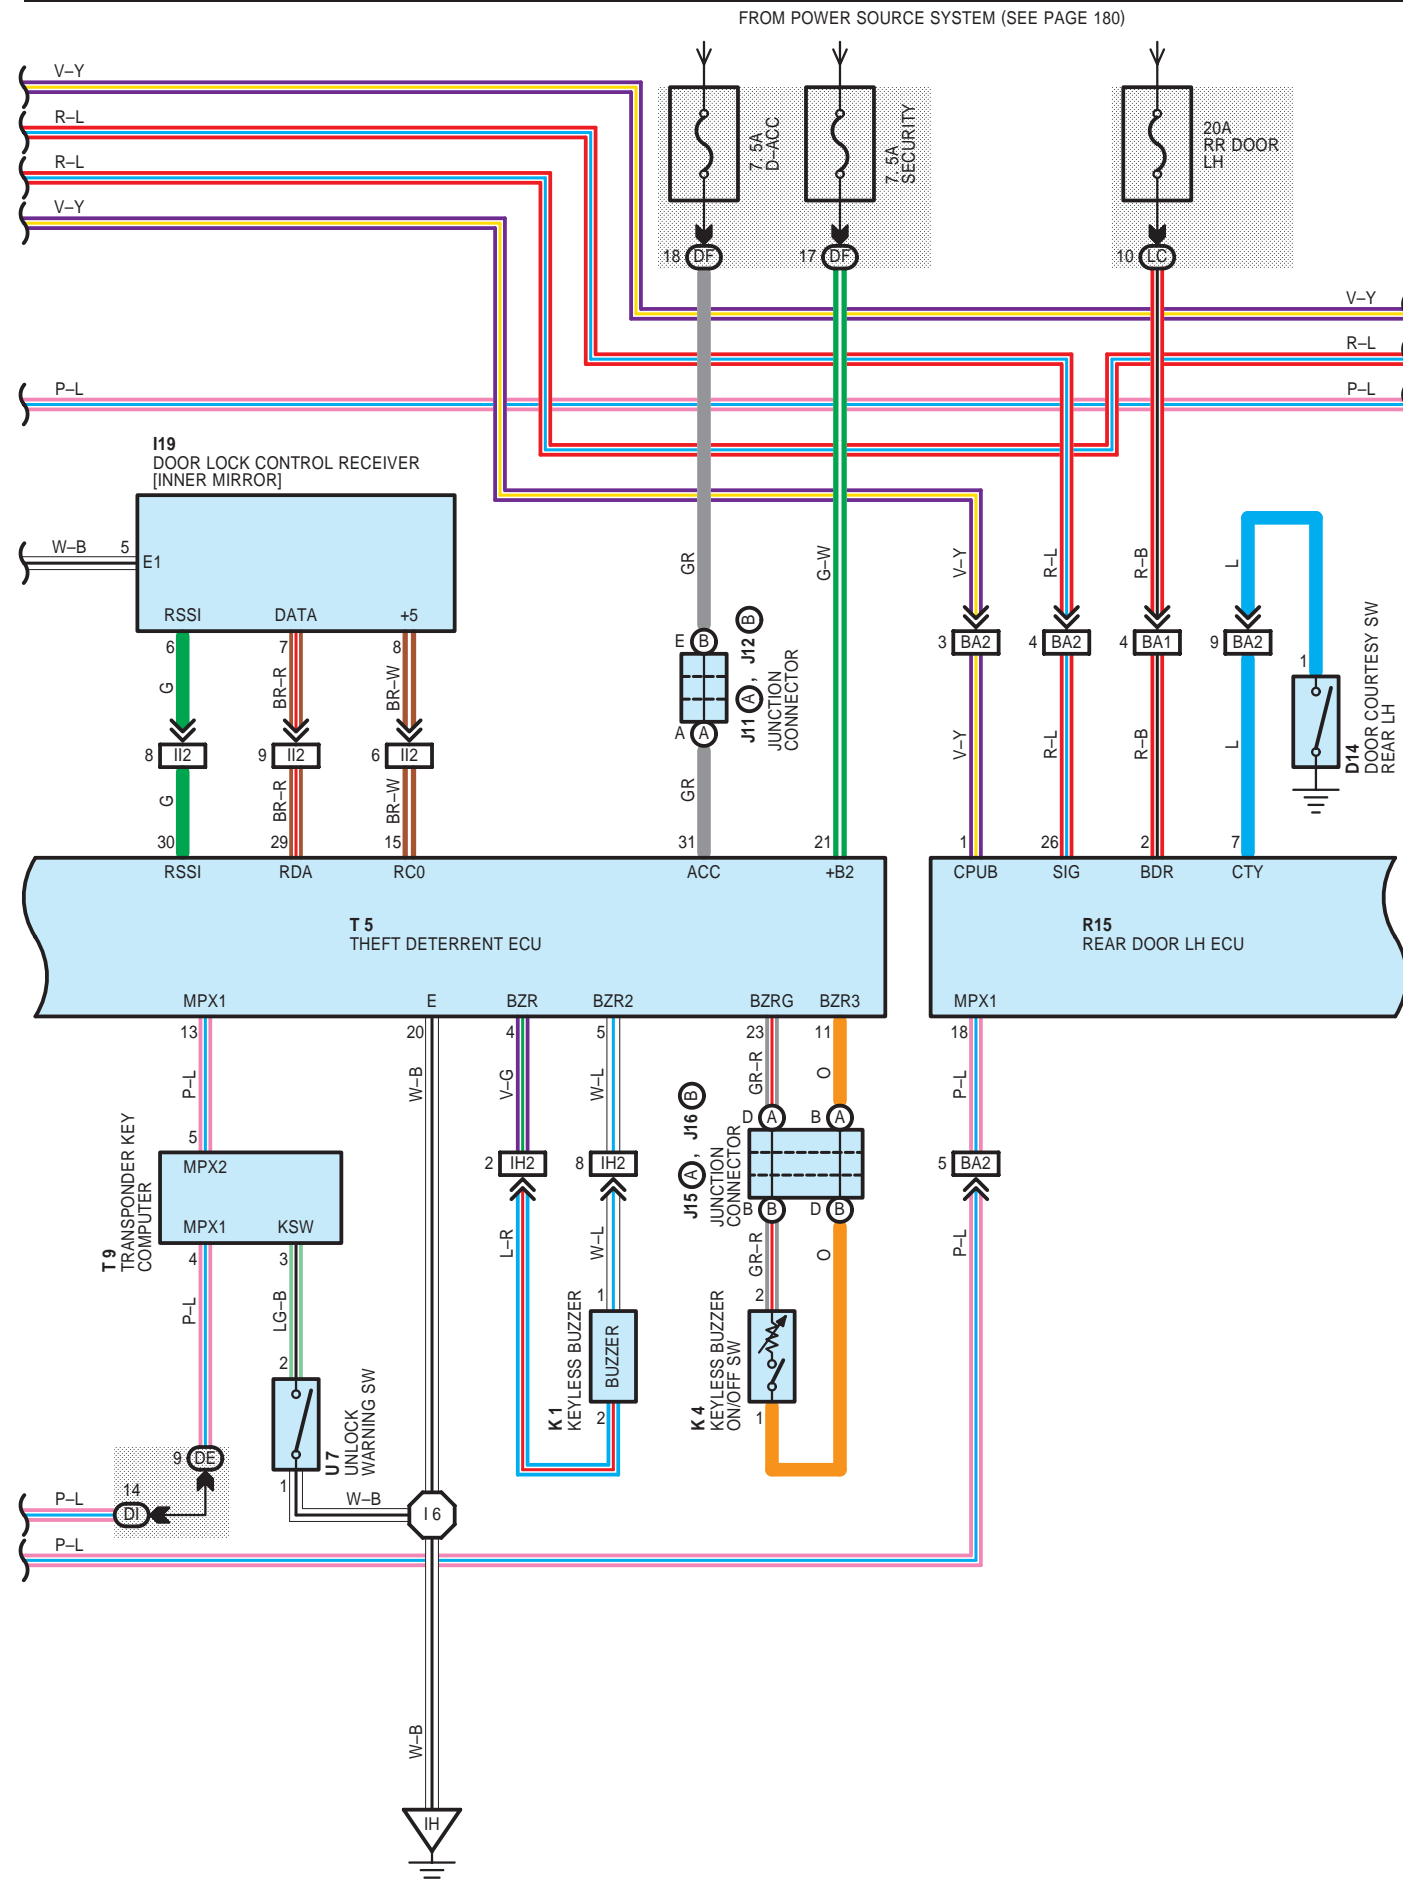 FROM POWER SOURCE SYSTEM (SEE PAGE 180)
V–Y
R–L
R–L
V–Y
7. 5A
D–ACC
7. 5A
SECURITY
20A
RR DOOR
LH
18 DF
17 DF
10 LC
V–Y
R–L
P–L
P–L
I19
DOOR LOCK CONTROL RECEIVER
[INNER MIRROR]
W–B
5
E1
RSSI
DATA
+5
6
7
8
G
BR–R
BR–W
8 II2
9 II2
6 II2
G
BR–R
BR–W
GR
G–W
V–Y
R–L
R–B
L
E B
A A
J11 A , J12 B
JUNCTION
CONNECTOR
GR
3 BA2
4 BA2
4 BA1
9 BA2
1
D14
DOOR COURTESY SW
REAR LH
V–Y
R–L
R–B
L
30
29
15
31
21
1
26
2
7
RSSI
RDA
RC0
ACC
+B2
CPUB
SIG
BDR
CTY
T 5
THEFT DETERRENT ECU
R15
REAR DOOR LH ECU
MPX1
E
BZR
BZR2
BZRG
BZR3
MPX1
13
20
4
5
23
11
18
P–L
W–B
V–G
W–L
GR–R
O
P–L
T 9
TRANSPONDER KEY
COMPUTER
5
MPX2
MPX1
KSW
4
3
2 IH2
8 IH2
J15 A , J16 B
JUNCTION
CONNECTOR
D A
B A
B B
D B
5 BA2
P–L
LG–B
L–R
W–L
GR–R
O
P–L
2
1
U 7
UNLOCK
WARNING SW
K 1
KEYLESS BUZZER
1
BUZZER
2
K 4
KEYLESS BUZZER
ON/OFF SW
2
1
9 DE
14
DI
P–L
P–L
W–B
I 6
W–B
IH